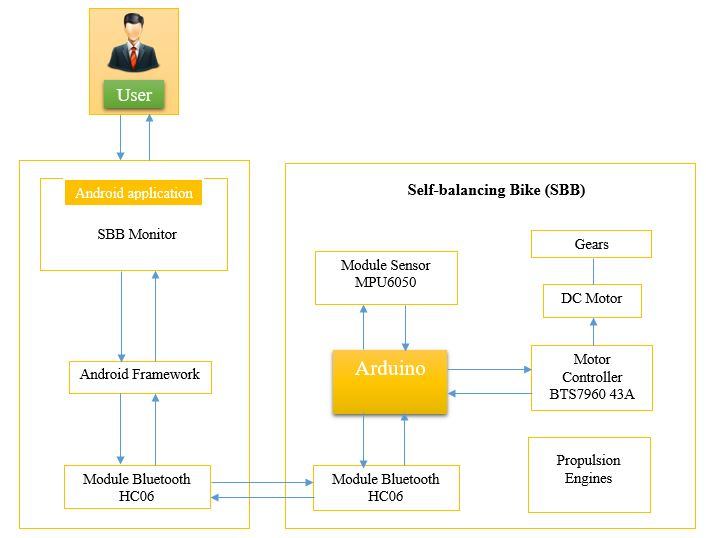 User
Android application
SBB Monitor
Android Framework
Module Bluetooth
HC06
Self-balancing Bike (SBB)
Module Sensor
MPU6050
Gears
DC Motor
Arduino
Motor
Controller
BTS7960 43A
Module Bluetooth
HC06
Propulsion
Engines